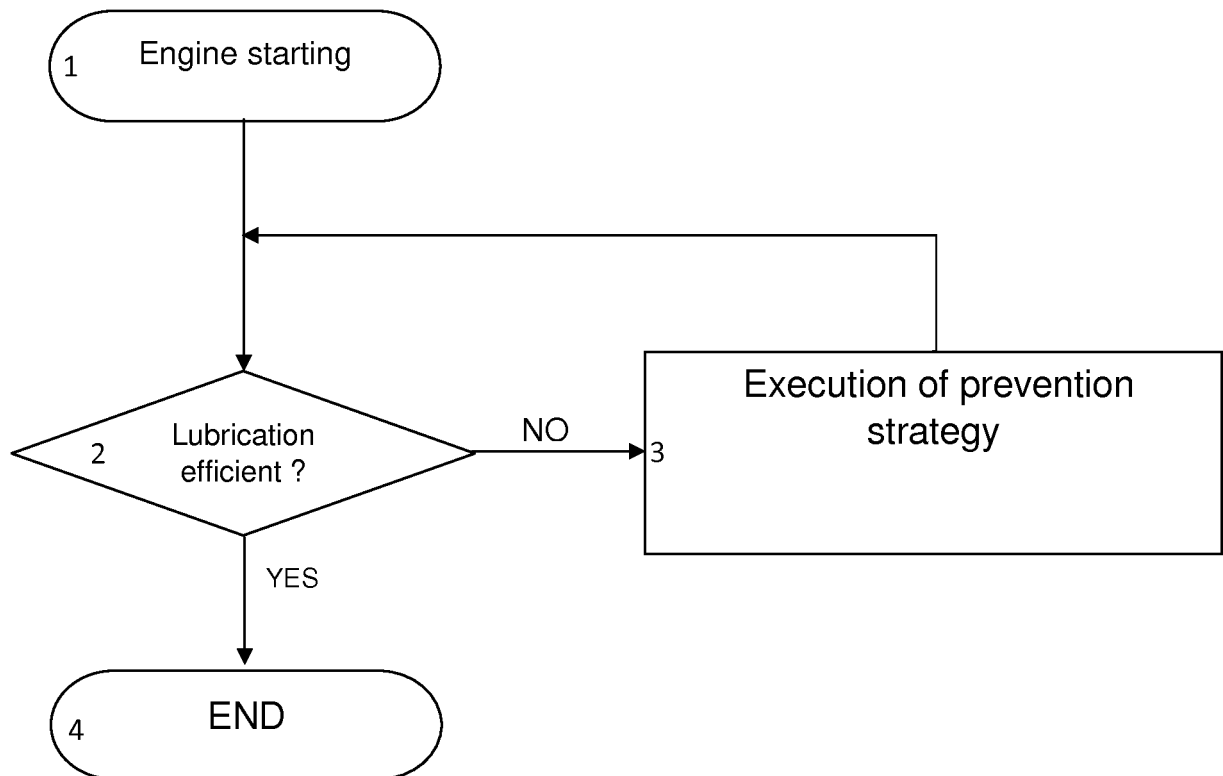 1 Engine starting
2 Lubrication
efficient ?
NO
3 Execution of prevention
strategy
YES
4 END